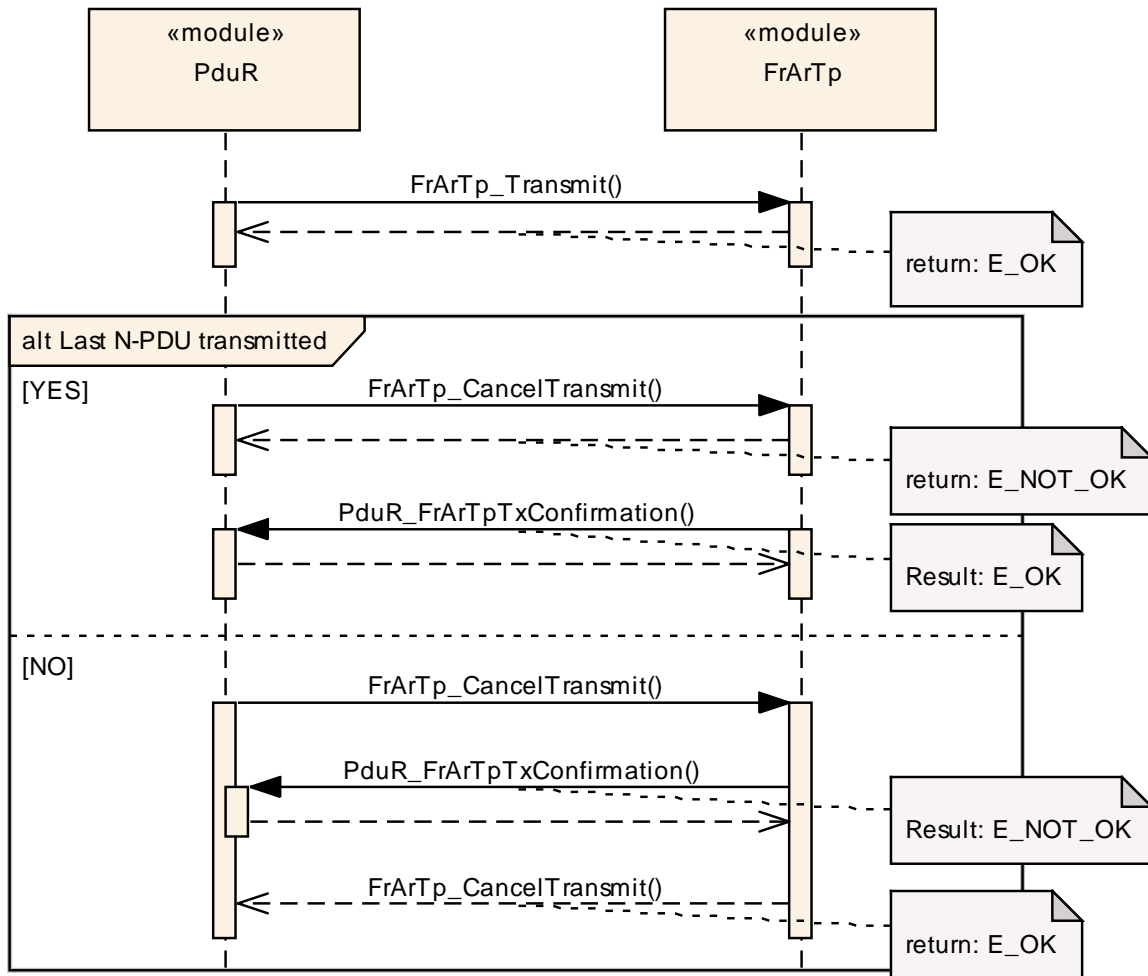 «module»
PduR
«module»
FrArTp
FrArTp_Transmit()
return: E_OK
alt Last N-PDU transmitted
[YES]
FrArTp_CancelTransmit()
return: E_NOT_OK
PduR_FrArTpTxConfirmation()
Result: E_OK
[NO]
FrArTp_CancelTransmit()
PduR_FrArTpTxConfirmation()
Result: E_NOT_OK
FrArTp_CancelTransmit()
return: E_OK